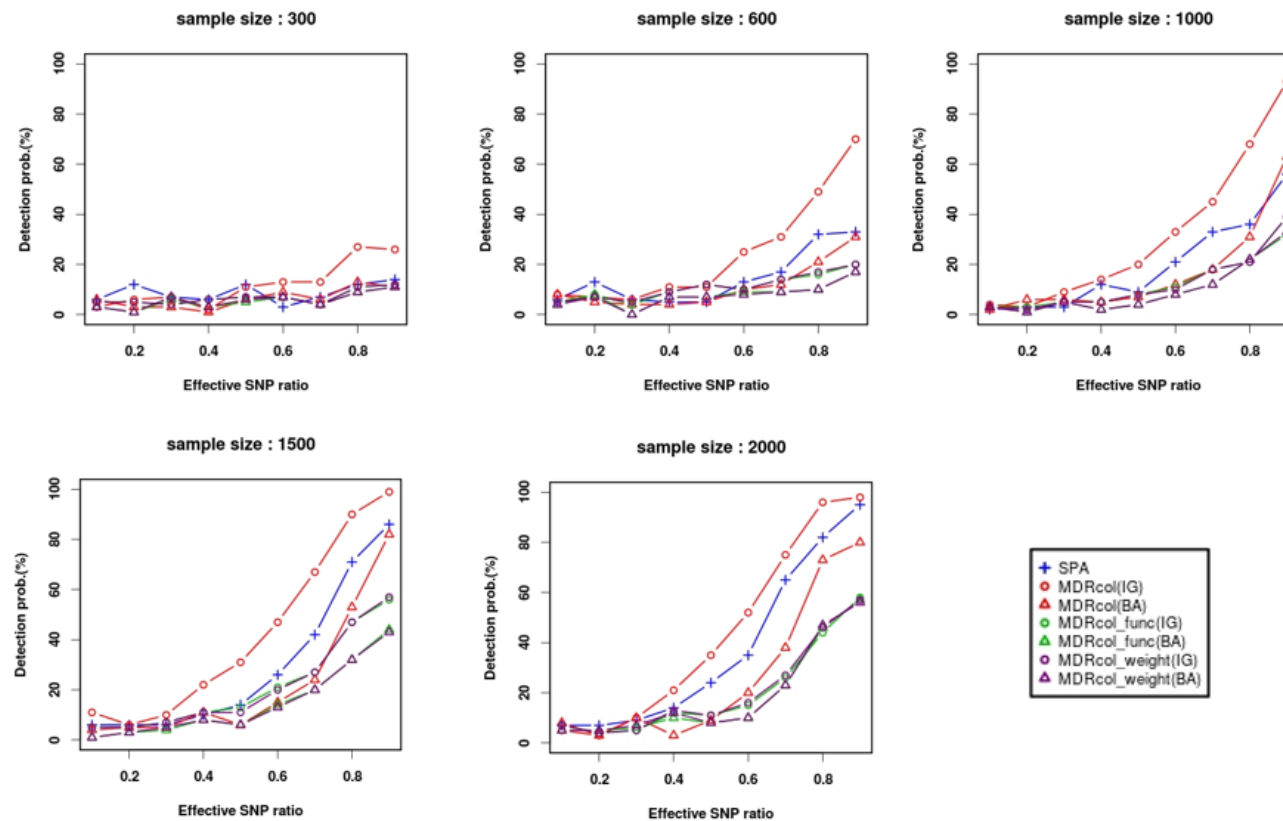 sample size : 300
sample size : 600
sample size : 1000
Detection prob.(%)
0 20 40 60 80 100
0.2 0.4 0.6 0.8
Effective SNP ratio
Detection prob.(%)
0 20 40 60 80 100
0.2 0.4 0.6 0.8
Effective SNP ratio
Detection prob.(%)
0 20 40 60 80 100
0.2 0.4 0.6 0.8
Effective SNP ratio
sample size : 1500
sample size : 2000
Detection prob.(%)
0 20 40 60 80 100
0.2 0.4 0.6 0.8
Effective SNP ratio
Detection prob.(%)
0 20 40 60 80 100
0.2 0.4 0.6 0.8
Effective SNP ratio
SPA
MDRcol(IG)
MDRcol(BA)
MDRcol_func(IG)
MDRcol_func(BA)
MDRcol_weight(IG)
MDRcol_weight(BA)